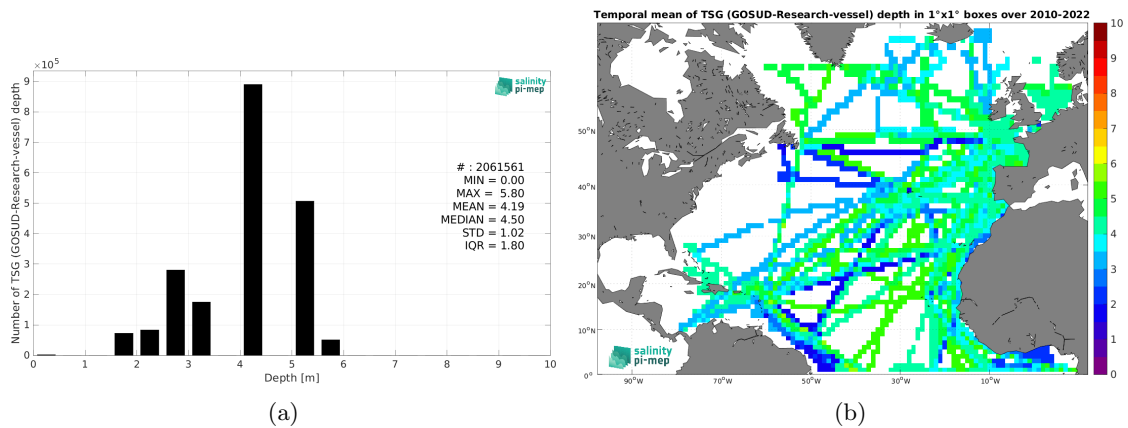 ×10⁵
9
8
7
6
5
4
3
2
1
0
Number of TSG (GOSUD-Research-vessel) depth
salinity
pi-mep
# : 2061561
MIN = 0.00
MAX = 5.80
MEAN = 4.19
MEDIAN = 4.50
STD = 1.02
IQR = 1.80
0 1 2 3 4 5 6 7 8 9 10
Depth [m]
(a)
Temporal mean of TSG (GOSUD-Research-vessel) depth in 1°x1° boxes over 2010-2022
50°N
40°N
30°N
20°N
10°N
0°
90°W 70°W 50°W 30°W 10°W
salinity
pi-mep
10
9
8
7
6
5
4
3
2
1
0
(b)